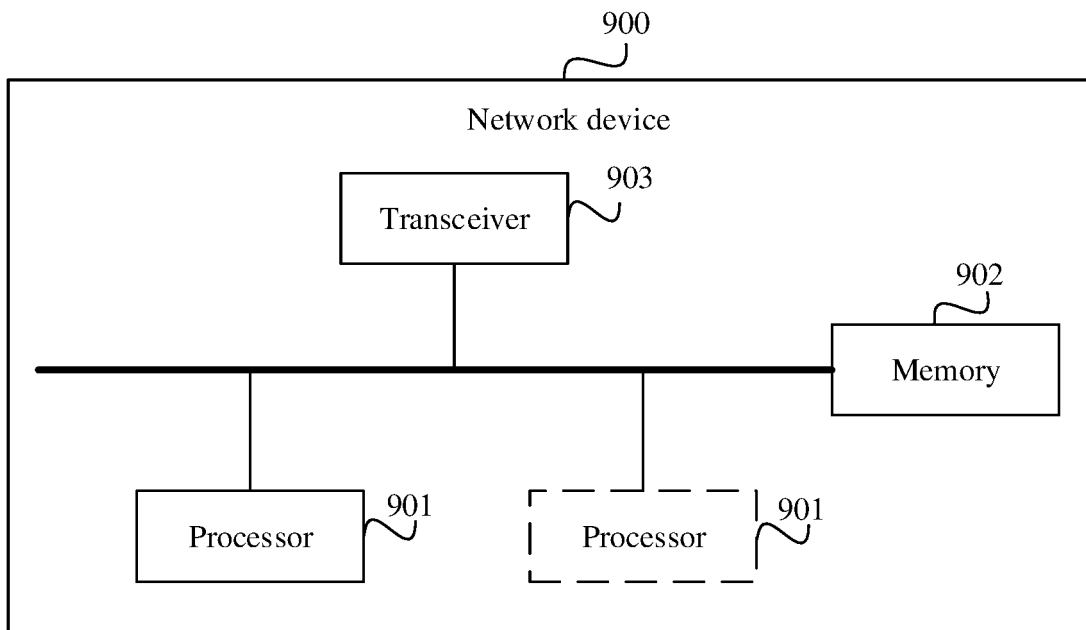 900
Network device
903
Transceiver
902
Memory
901
Processor
901
Processor